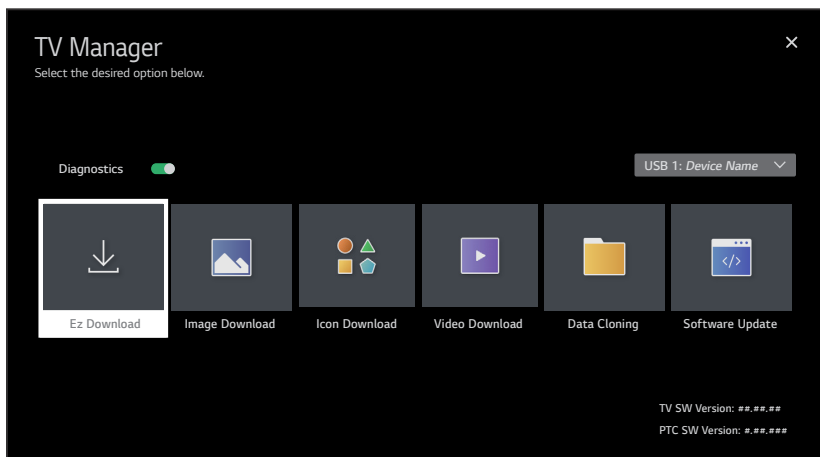 TV Manager
Select the desired option below.
Diagnostics
USB 1: Device Name
Ez Download
Image Download
Icon Download
Video Download
Data Cloning
Software Update
</>
TV SW Version: ##.##.##
PTC SW Version: #.##.###